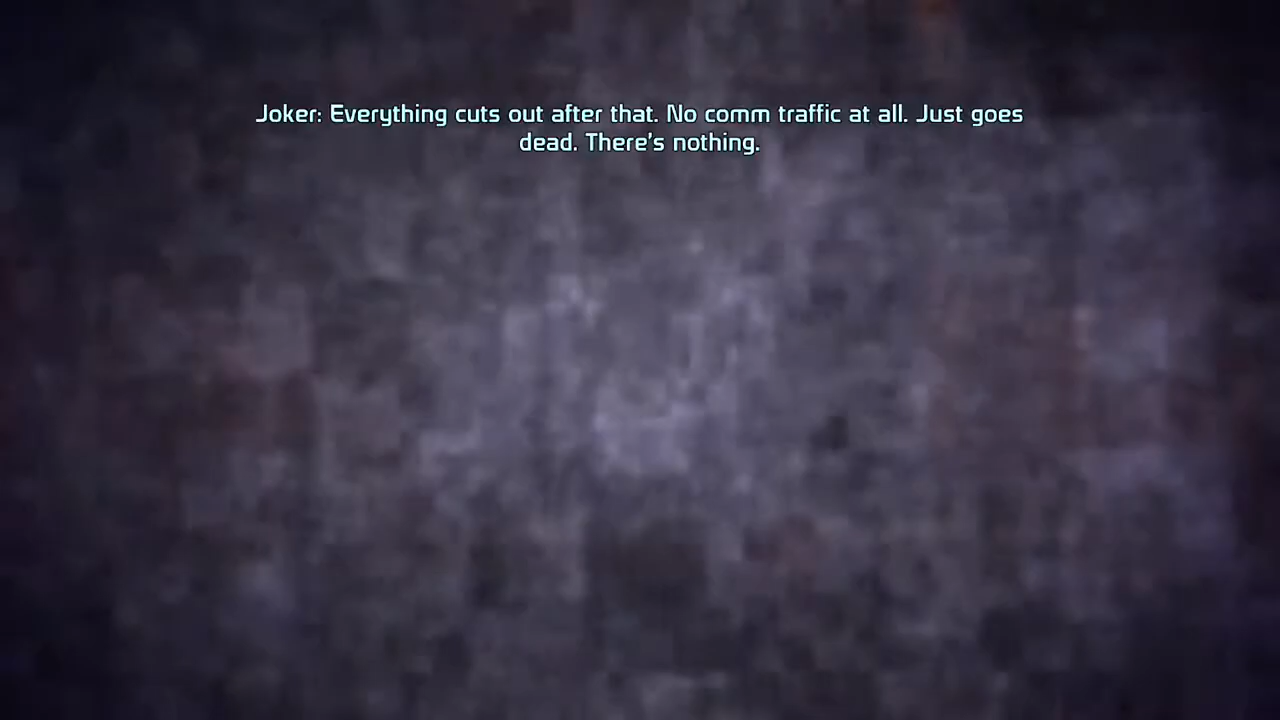 Joker: Everything cuts out after that. No comm traffic at all. Just goes
dead. There's nothing.